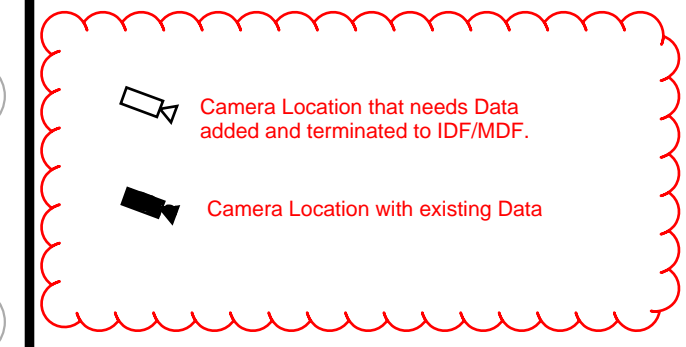 Camera Location that needs Data
added and terminated to IDF/MDF.
Camera Location with existing Data